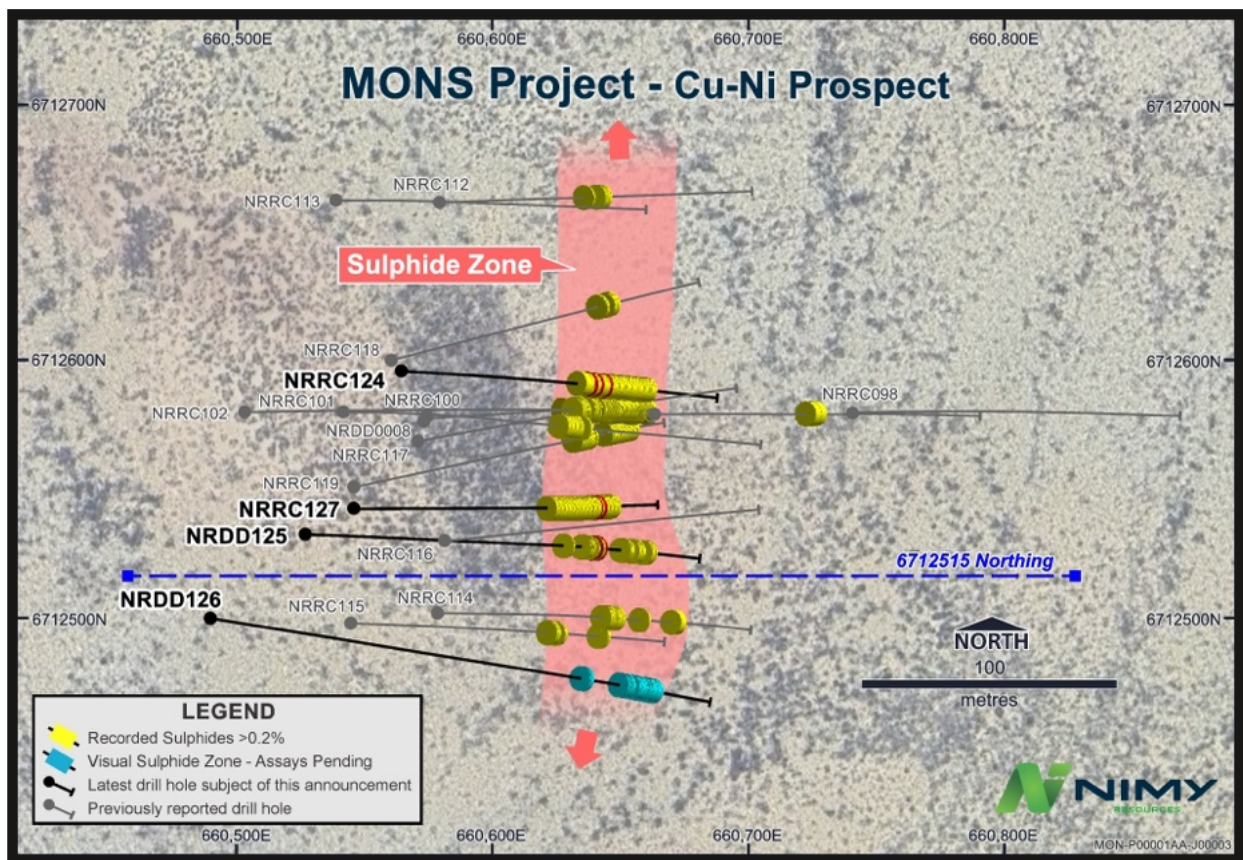 660,500E 660,600E 660,700E 660,800E
MONS Project - Cu-Ni Prospect
6712700N 6712700N
NRRC112
NRRC113
Sulphide Zone
NRRC118
6712600N 6712600N
NRRC124
NRRC101 NRRC100 NRRC098
NRRC102
NRDD0008
NRRC117
NRRC119
NRRC127
NRDD125
NRRC116
6712515 Northing
NRDD126
NRRC115 NRRC114
6712500N 6712500N
NORTH
100
metres
LEGEND
Recorded Sulphides >0.2%
Visual Sulphide Zone - Assays Pending
Latest drill hole subject of this announcement
Previously reported drill hole
NIMY
RESOURCES
660,500E 660,600E 660,700E 660,800E
MON-P00001AA-J00003